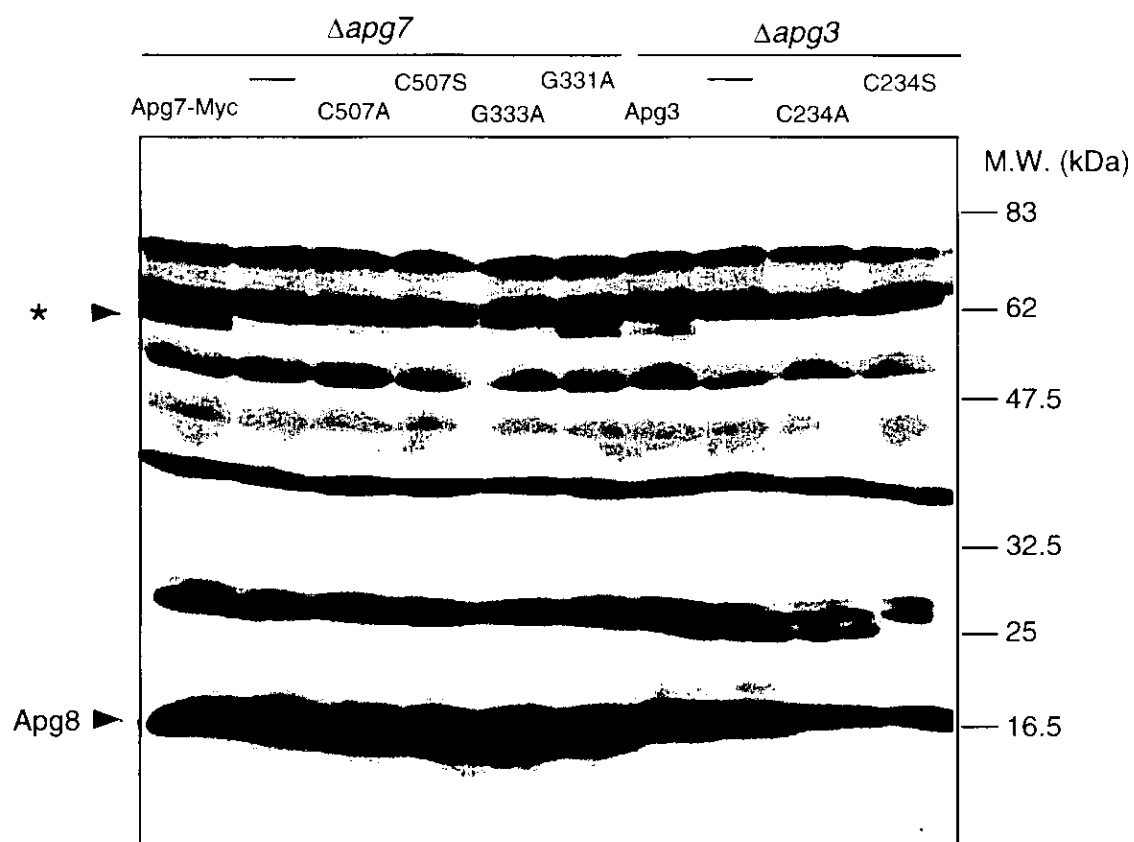 Δapg7 Δapg3
— C507S G331A — C234S
Apg7-Myc C507A G333A Apg3 C234A
M.W. (kDa)
83
* 62
47.5
32.5
25
Apg8 16.5